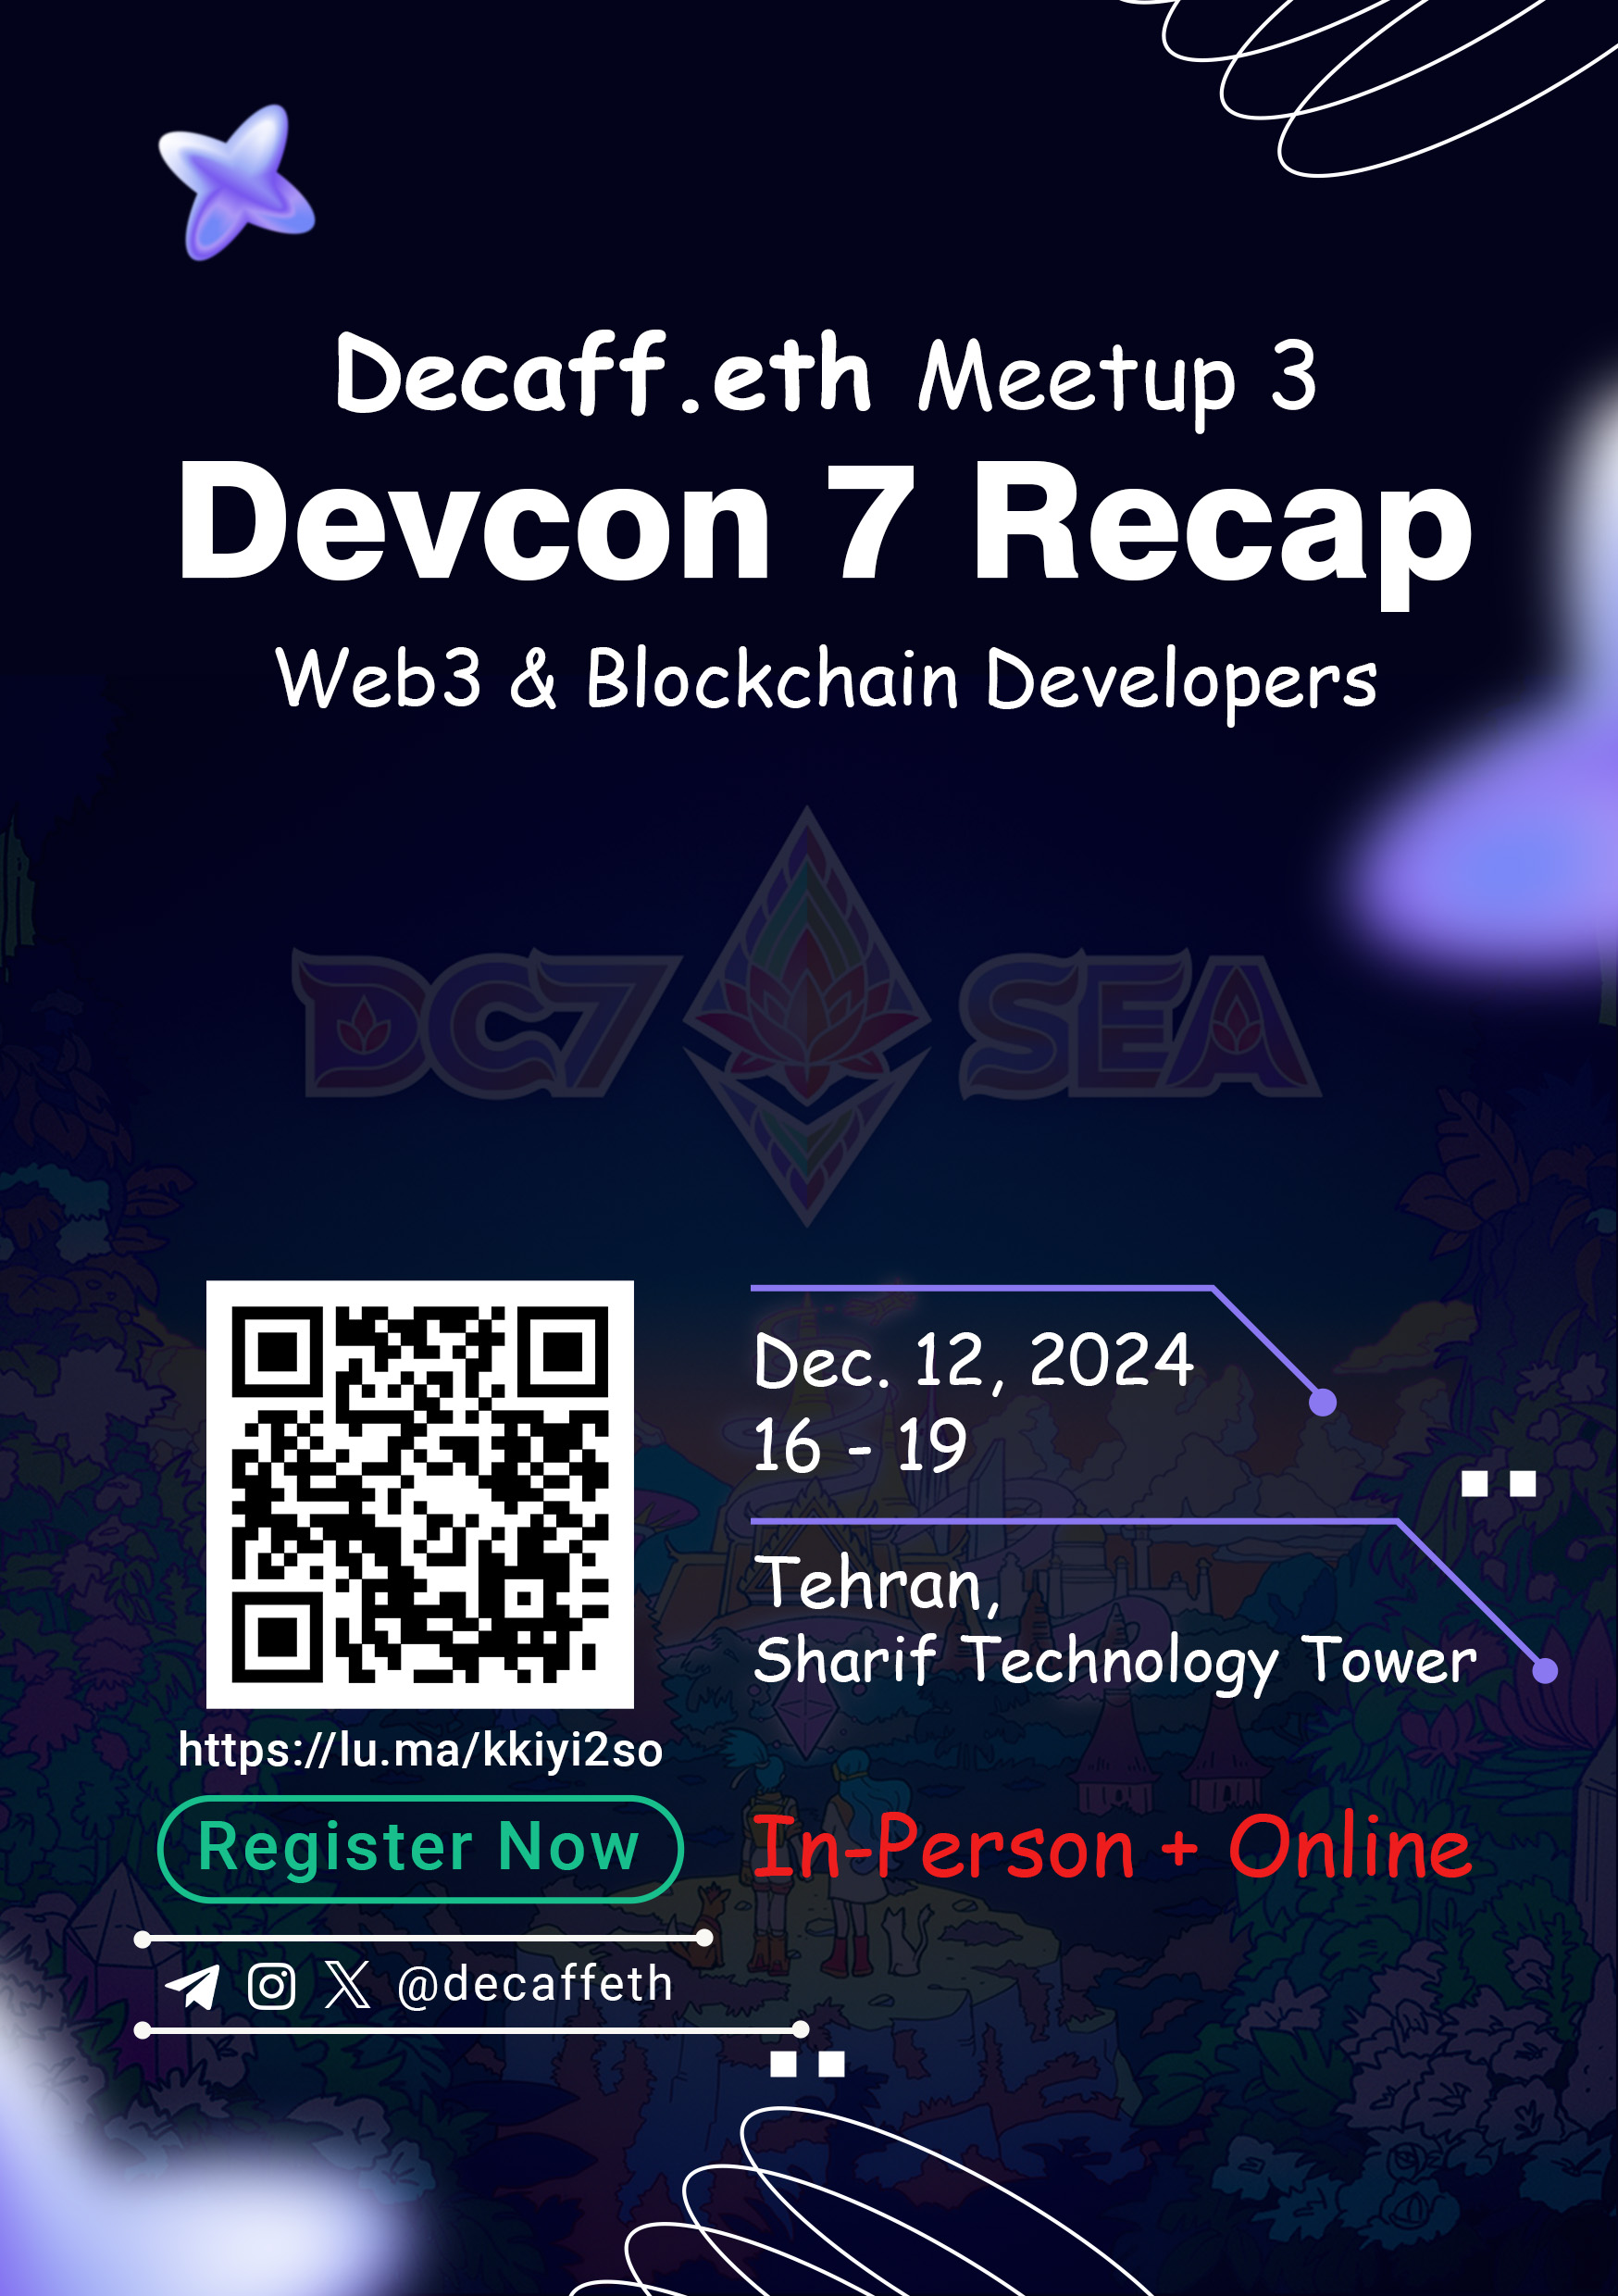 Decaff.eth Meetup 3
Devcon 7 Recap
Web3 & Blockchain Developers
DC7 SEA
Dec. 12, 2024
16 - 19
Tehran,
Sharif Technology Tower
https://lu.ma/kkiyi2so
Register Now
In-Person + Online
@decaffeth